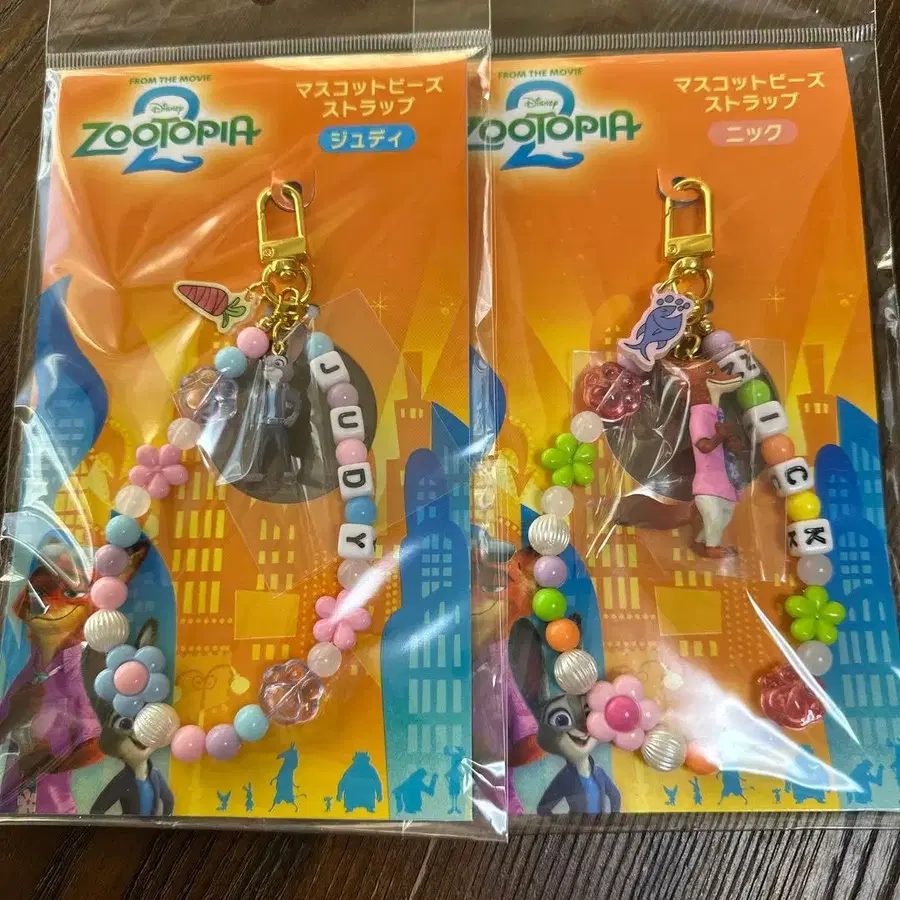 FROM THE MOVIE
Disney
ZOOTOPIA
2
マスコットビーズ
ストラップ
ジュディ
JUDY
FROM THE MOVIE
Disney
ZOOTOPIA
2
マスコットビーズ
ストラップ
ニック
NICK